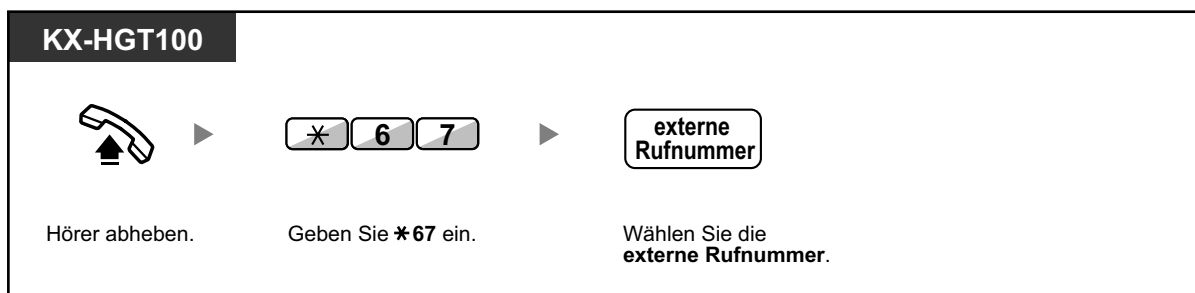 KX-HGT100
* 6 7
externe
Rufnummer
Hörer abheben.
Geben Sie *67 ein.
Wählen Sie die
externe Rufnummer.